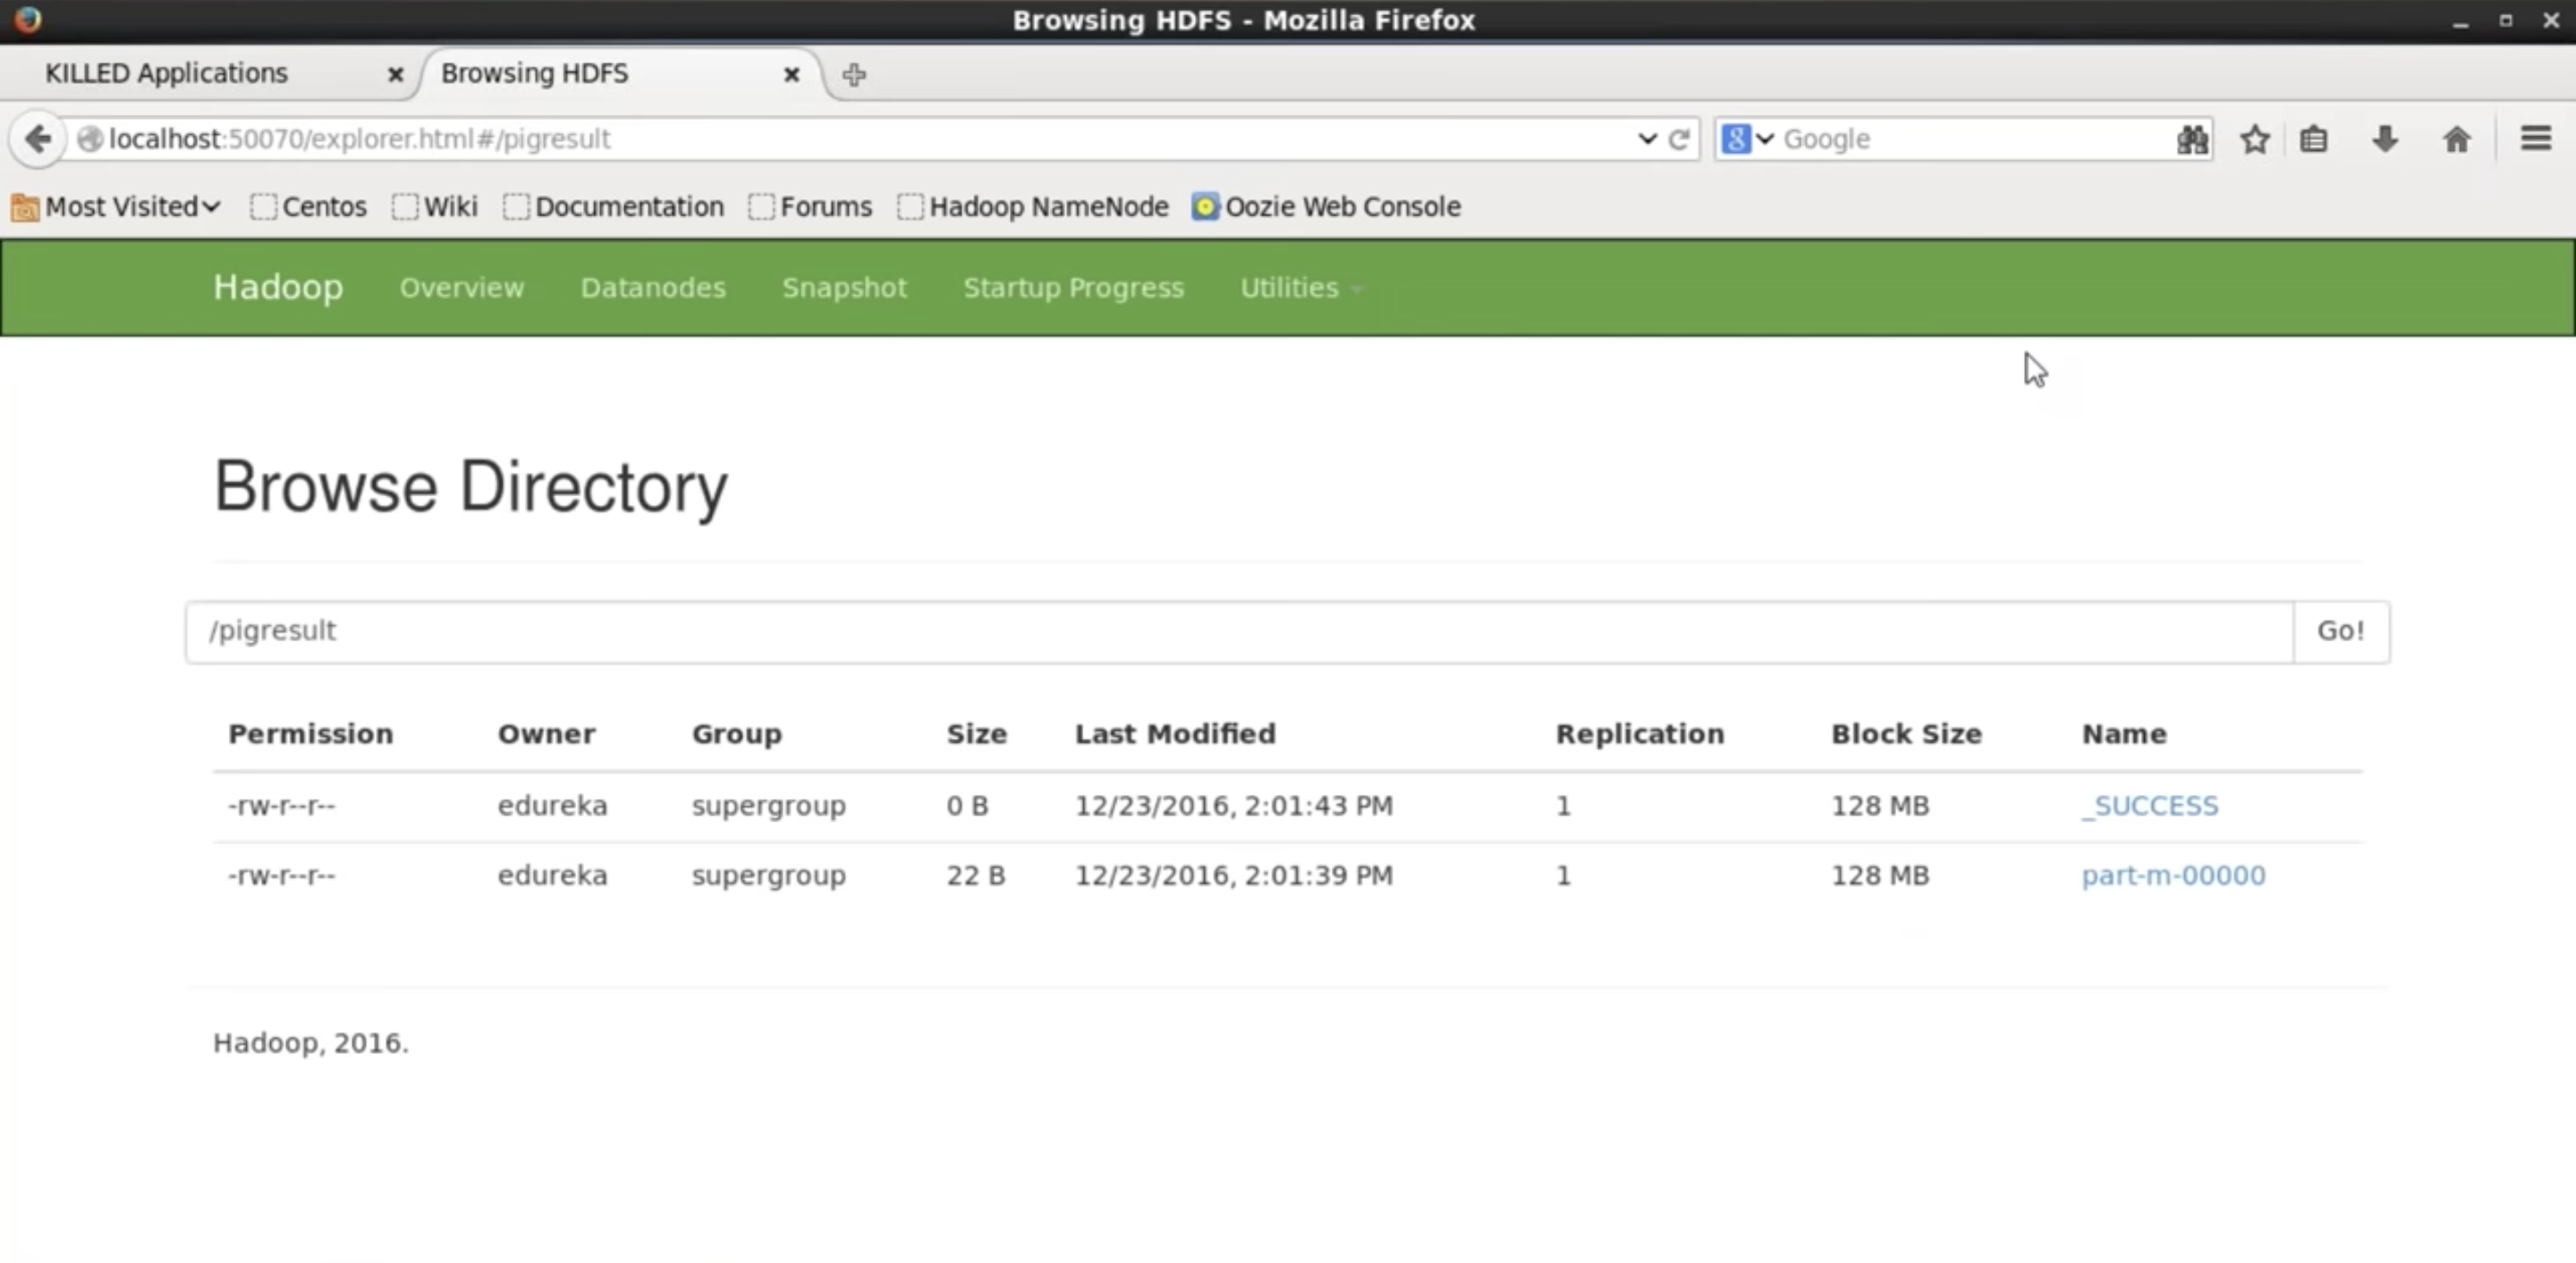 Browsing HDFS - Mozilla Firefox
KILLED Applications
Browsing HDFS
localhost:50070/explorer.html#/pigresult
Google
Most Visited Centos Wiki Documentation Forums Hadoop NameNode Oozie Web Console
Hadoop Overview Datanodes Snapshot Startup Progress Utilities
Browse Directory
/pigresult Go!
Permission Owner Group Size Last Modified Replication Block Size Name
-rw-r--r-- edureka supergroup 0 B 12/23/2016, 2:01:43 PM 1 128 MB _SUCCESS
-rw-r--r-- edureka supergroup 22 B 12/23/2016, 2:01:39 PM 1 128 MB part-m-00000
Hadoop, 2016.